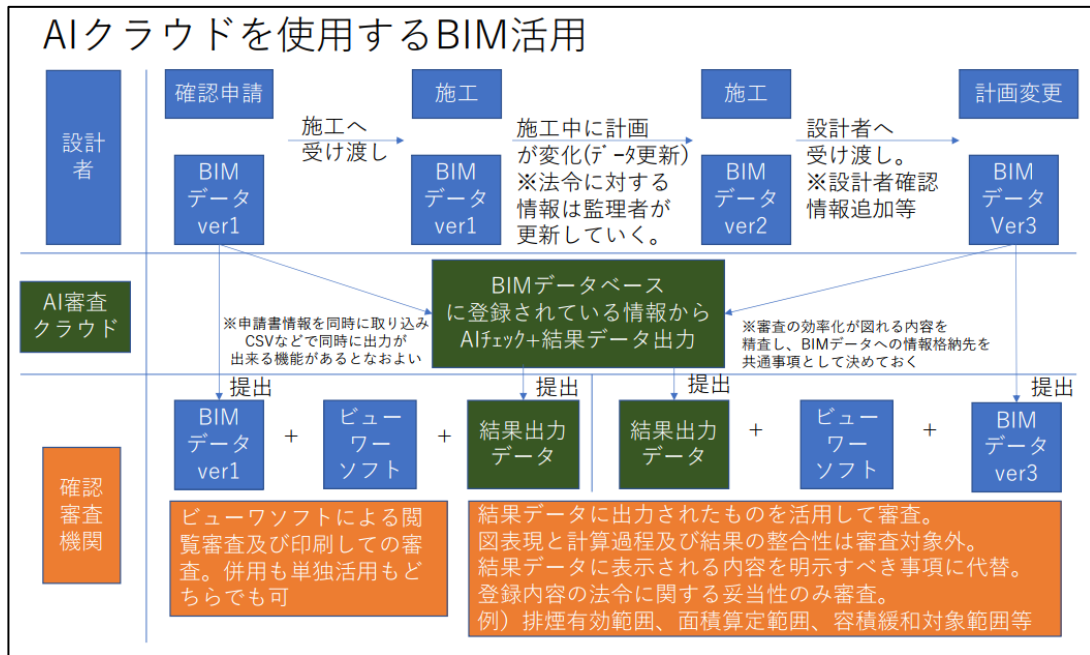 AIクラウドを使用するBIM活用
設計
者
確認申請
施工
施工
計画変更
施工へ
受け渡し
施工中に計画
が変化(ﾃﾞｰﾀ更新)
※法令に対する
情報は監理者が
更新していく。
設計者へ
受け渡し。
※設計者確認
情報追加等
BIM
データ
ver1
BIM
データ
ver1
BIM
データ
ver2
BIM
データ
Ver3
AI審査
クラウド
BIMデータベース
に登録されている情報から
AIﾁｪｯｸ+結果データ出力
※申請書情報を同時に取り込み
CSVなどで同時に出力が
出来る機能があるとなおよい
※審査の効率化が図れる内容を
精査し、BIMデータへの情報格納先を
共通事項として決めておく
提出
提出
提出
提出
確認
審査
機関
BIM
データ
ver1
+
ビュー
ワー
ソフト
+
結果出力
データ
結果出力
データ
+
ビュー
ワー
ソフト
+
BIM
データ
ver3
ビューワソフトによる閲
覧審査及び印刷しての審
査。併用も単独活用もど
ちらでも可
結果データに出力されたものを活用して審査。
図表現と計算過程及び結果の整合性は審査対象外。
結果データに表示される内容を明示すべき事項に代替。
登録内容の法令に関する妥当性のみ審査。
例）排煙有効範囲、面積算定範囲、容積緩和対象範囲等